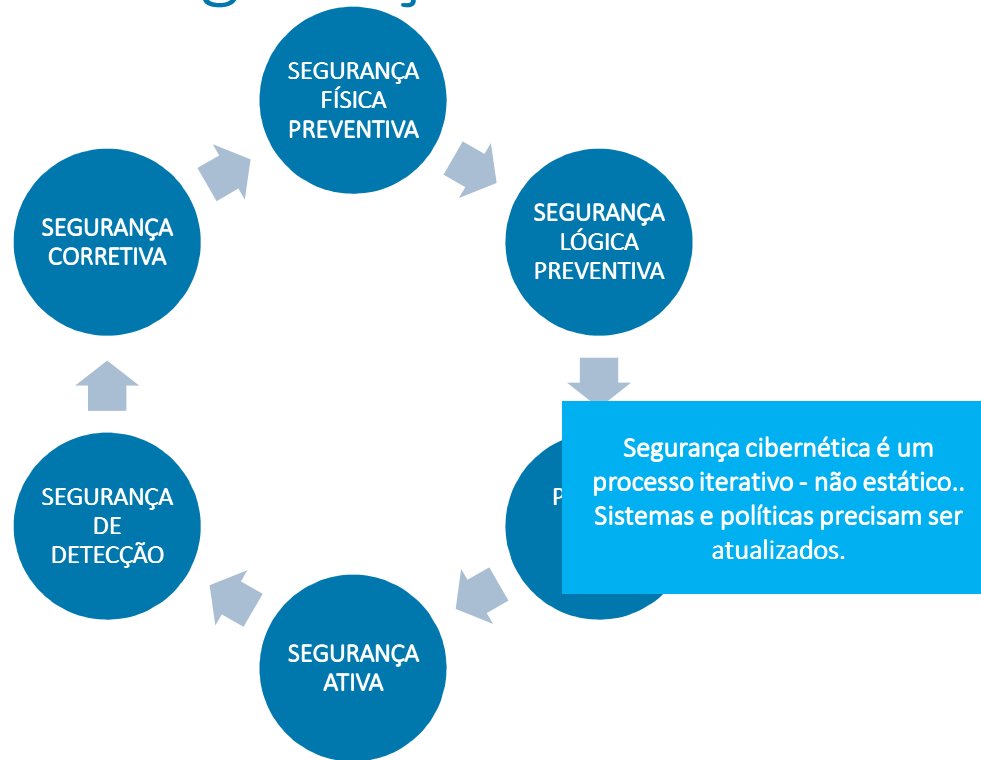 SEGURANÇA
FÍSICA
PREVENTIVA
SEGURANÇA
LÓGICA
PREVENTIVA
Segurança cibernética é um
processo iterativo - não estático..
Sistemas e políticas precisam ser
atualizados.
SEGURANÇA
ATIVA
SEGURANÇA
DE
DETECÇÃO
SEGURANÇA
CORRETIVA